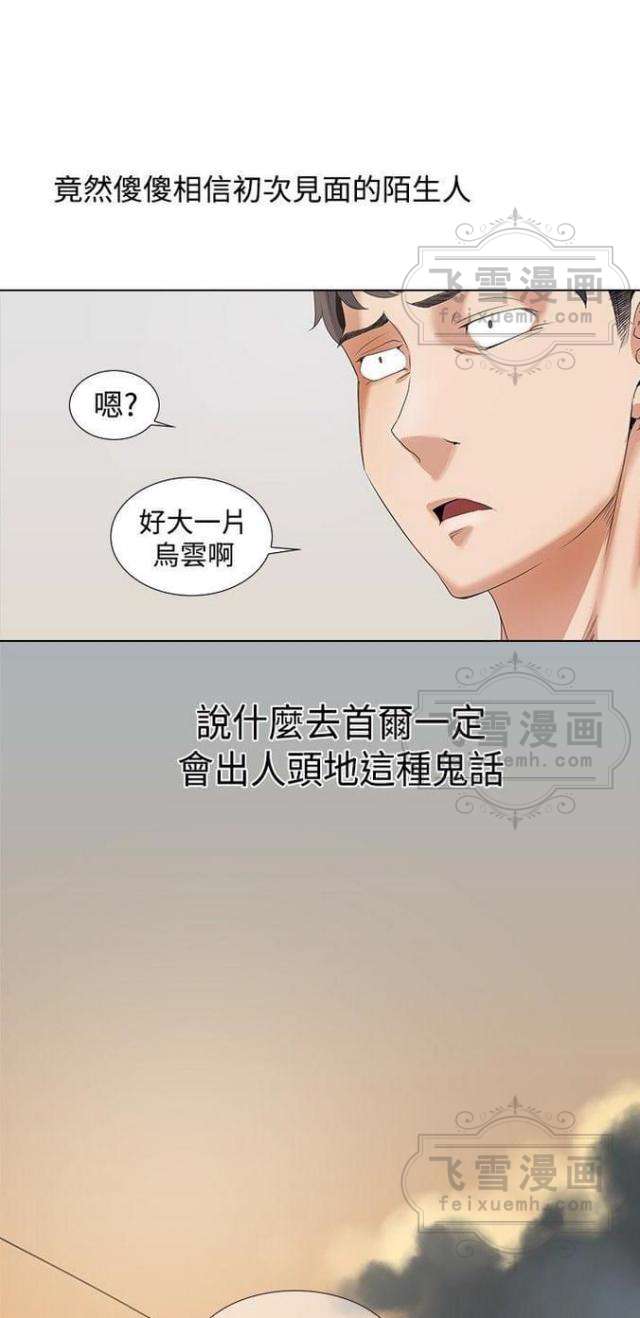 竟然傻傻相信初次見面的陌生人
飞雪漫画
feixuemh.com
嗯?
好大一片
烏雲啊
說什麼去首爾一定
會出人頭地這種鬼話
飞雪漫画
feixuemh.com
飞雪漫画
feixuemh.com